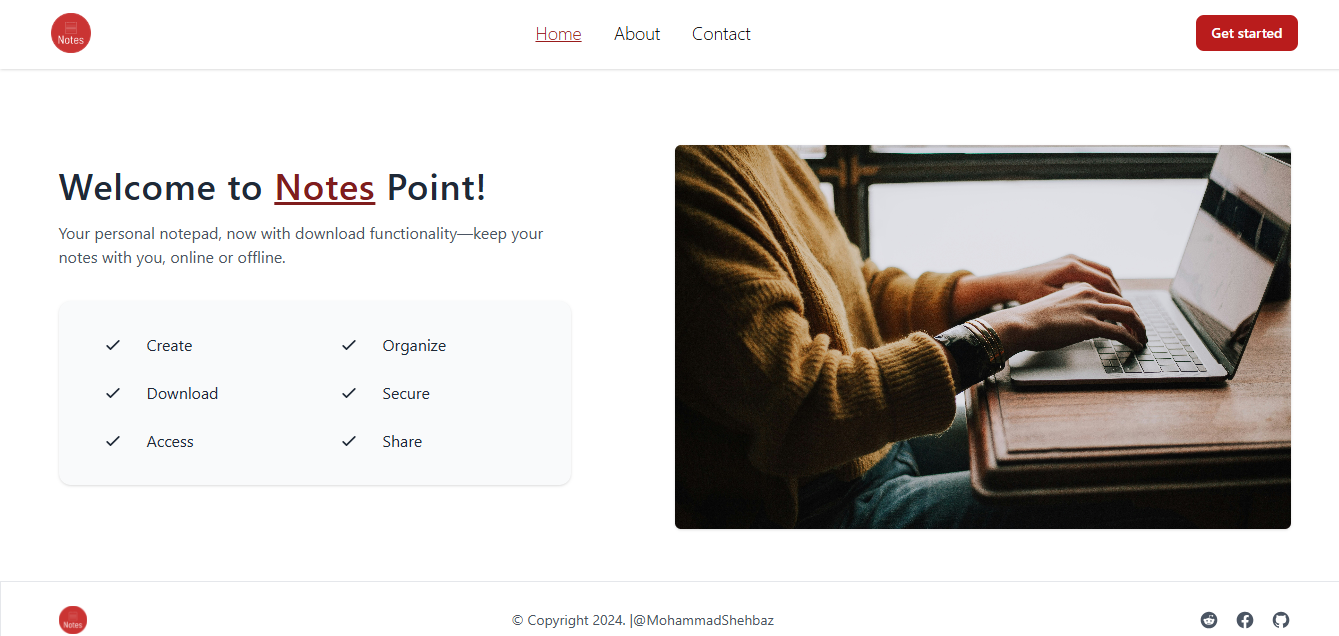 Notes
Home
About
Contact
Get started
Welcome to Notes Point!
Your personal notepad, now with download functionality—keep your
notes with you, online or offline.
Create
Organize
Download
Secure
Access
Share
Notes
© Copyright 2024. |@MohammadShehbaz